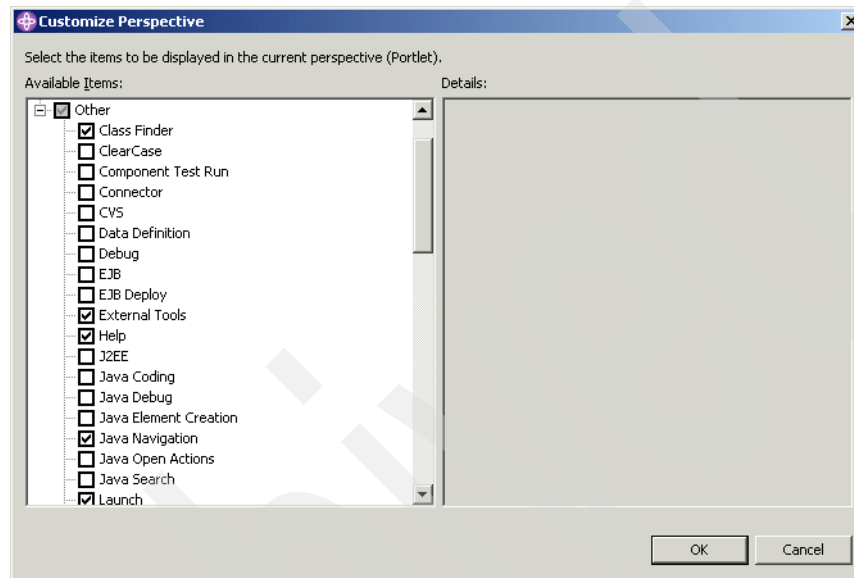 Customize Perspective
Select the items to be displayed in the current perspective (Portlet).
Available Items:
Details:
Other
Class Finder
ClearCase
Component Test Run
Connector
CVS
Data Definition
Debug
EJB
EJB Deploy
External Tools
Help
J2EE
Java Coding
Java Debug
Java Element Creation
Java Navigation
Java Open Actions
Java Search
Launch
OK
Cancel